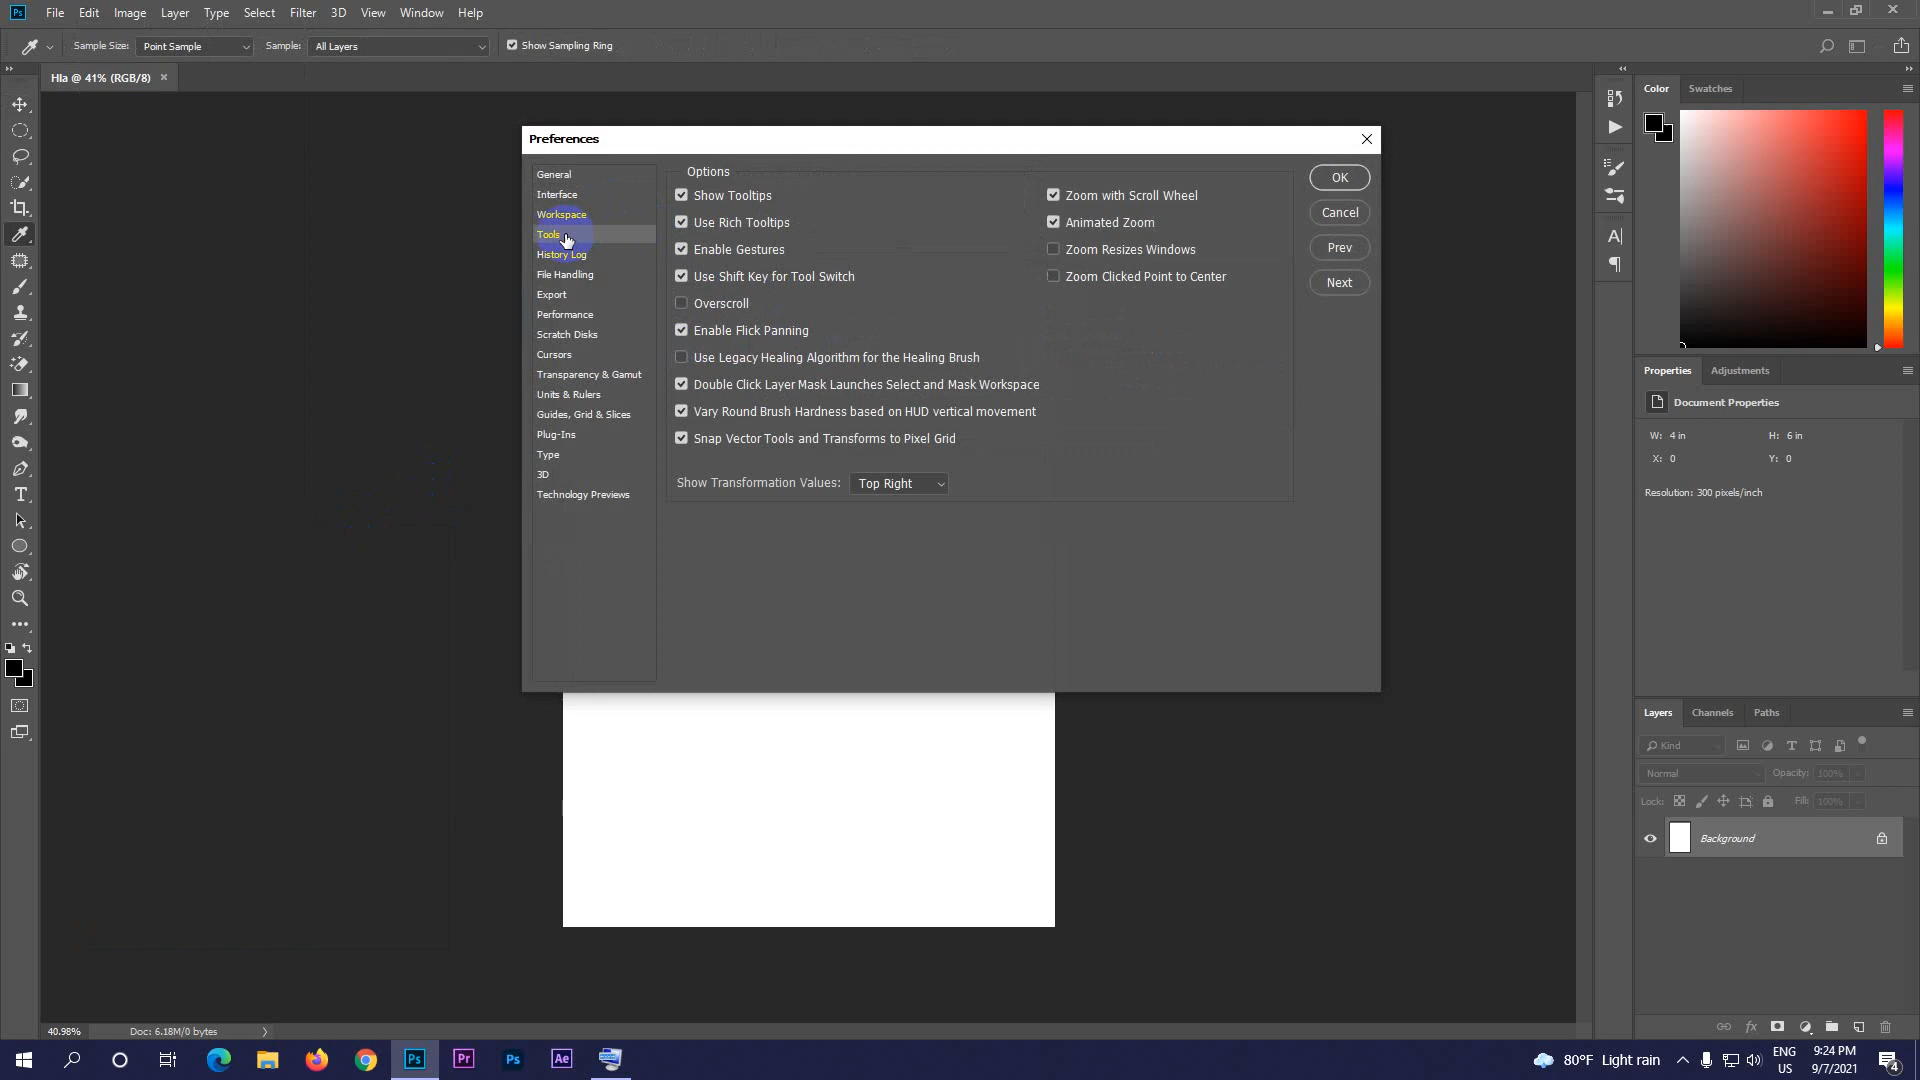 Ps File Edit Image Layer Type Select Filter 3D View Window Help
Sample Size: Point Sample Sample: All Layers Show Sampling Ring
Hla @ 41% (RGB/8)
Preferences
General
Interface
Workspace
Tools
History Log
File Handling
Export
Performance
Scratch Disks
Cursors
Transparency & Gamut
Units & Rulers
Guides, Grid & Slices
Plug-Ins
Type
3D
Technology Previews
Options
Show Tooltips
Use Rich Tooltips
Enable Gestures
Use Shift Key for Tool Switch
Overscroll
Enable Flick Panning
Use Legacy Healing Algorithm for the Healing Brush
Double Click Layer Mask Launches Select and Mask Workspace
Vary Round Brush Hardness based on HUD vertical movement
Snap Vector Tools and Transforms to Pixel Grid
Show Transformation Values: Top Right
Zoom with Scroll Wheel
Animated Zoom
Zoom Resizes Windows
Zoom Clicked Point to Center
OK
Cancel
Prev
Next
Color Swatches
Properties Adjustments
Document Properties
W: 4 in H: 6 in
X: 0 Y: 0
Resolution: 300 pixels/inch
Layers Channels Paths
Kind
Normal Opacity: 100%
Lock: Fill: 100%
Background
40.98% Doc: 6.18M/0 bytes
Ps Pr Ps Ae
80°F Light rain
ENG
US
9:24 PM
9/7/2021
4